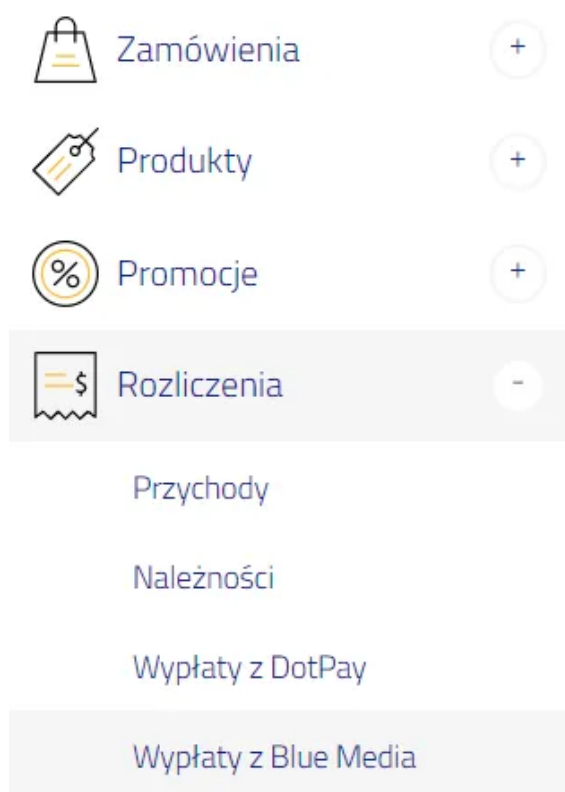 Zamówienia +
Produkty +
Promocje +
Rozliczenia -
Przychody
Należności
Wypłaty z DotPay
Wypłaty z Blue Media